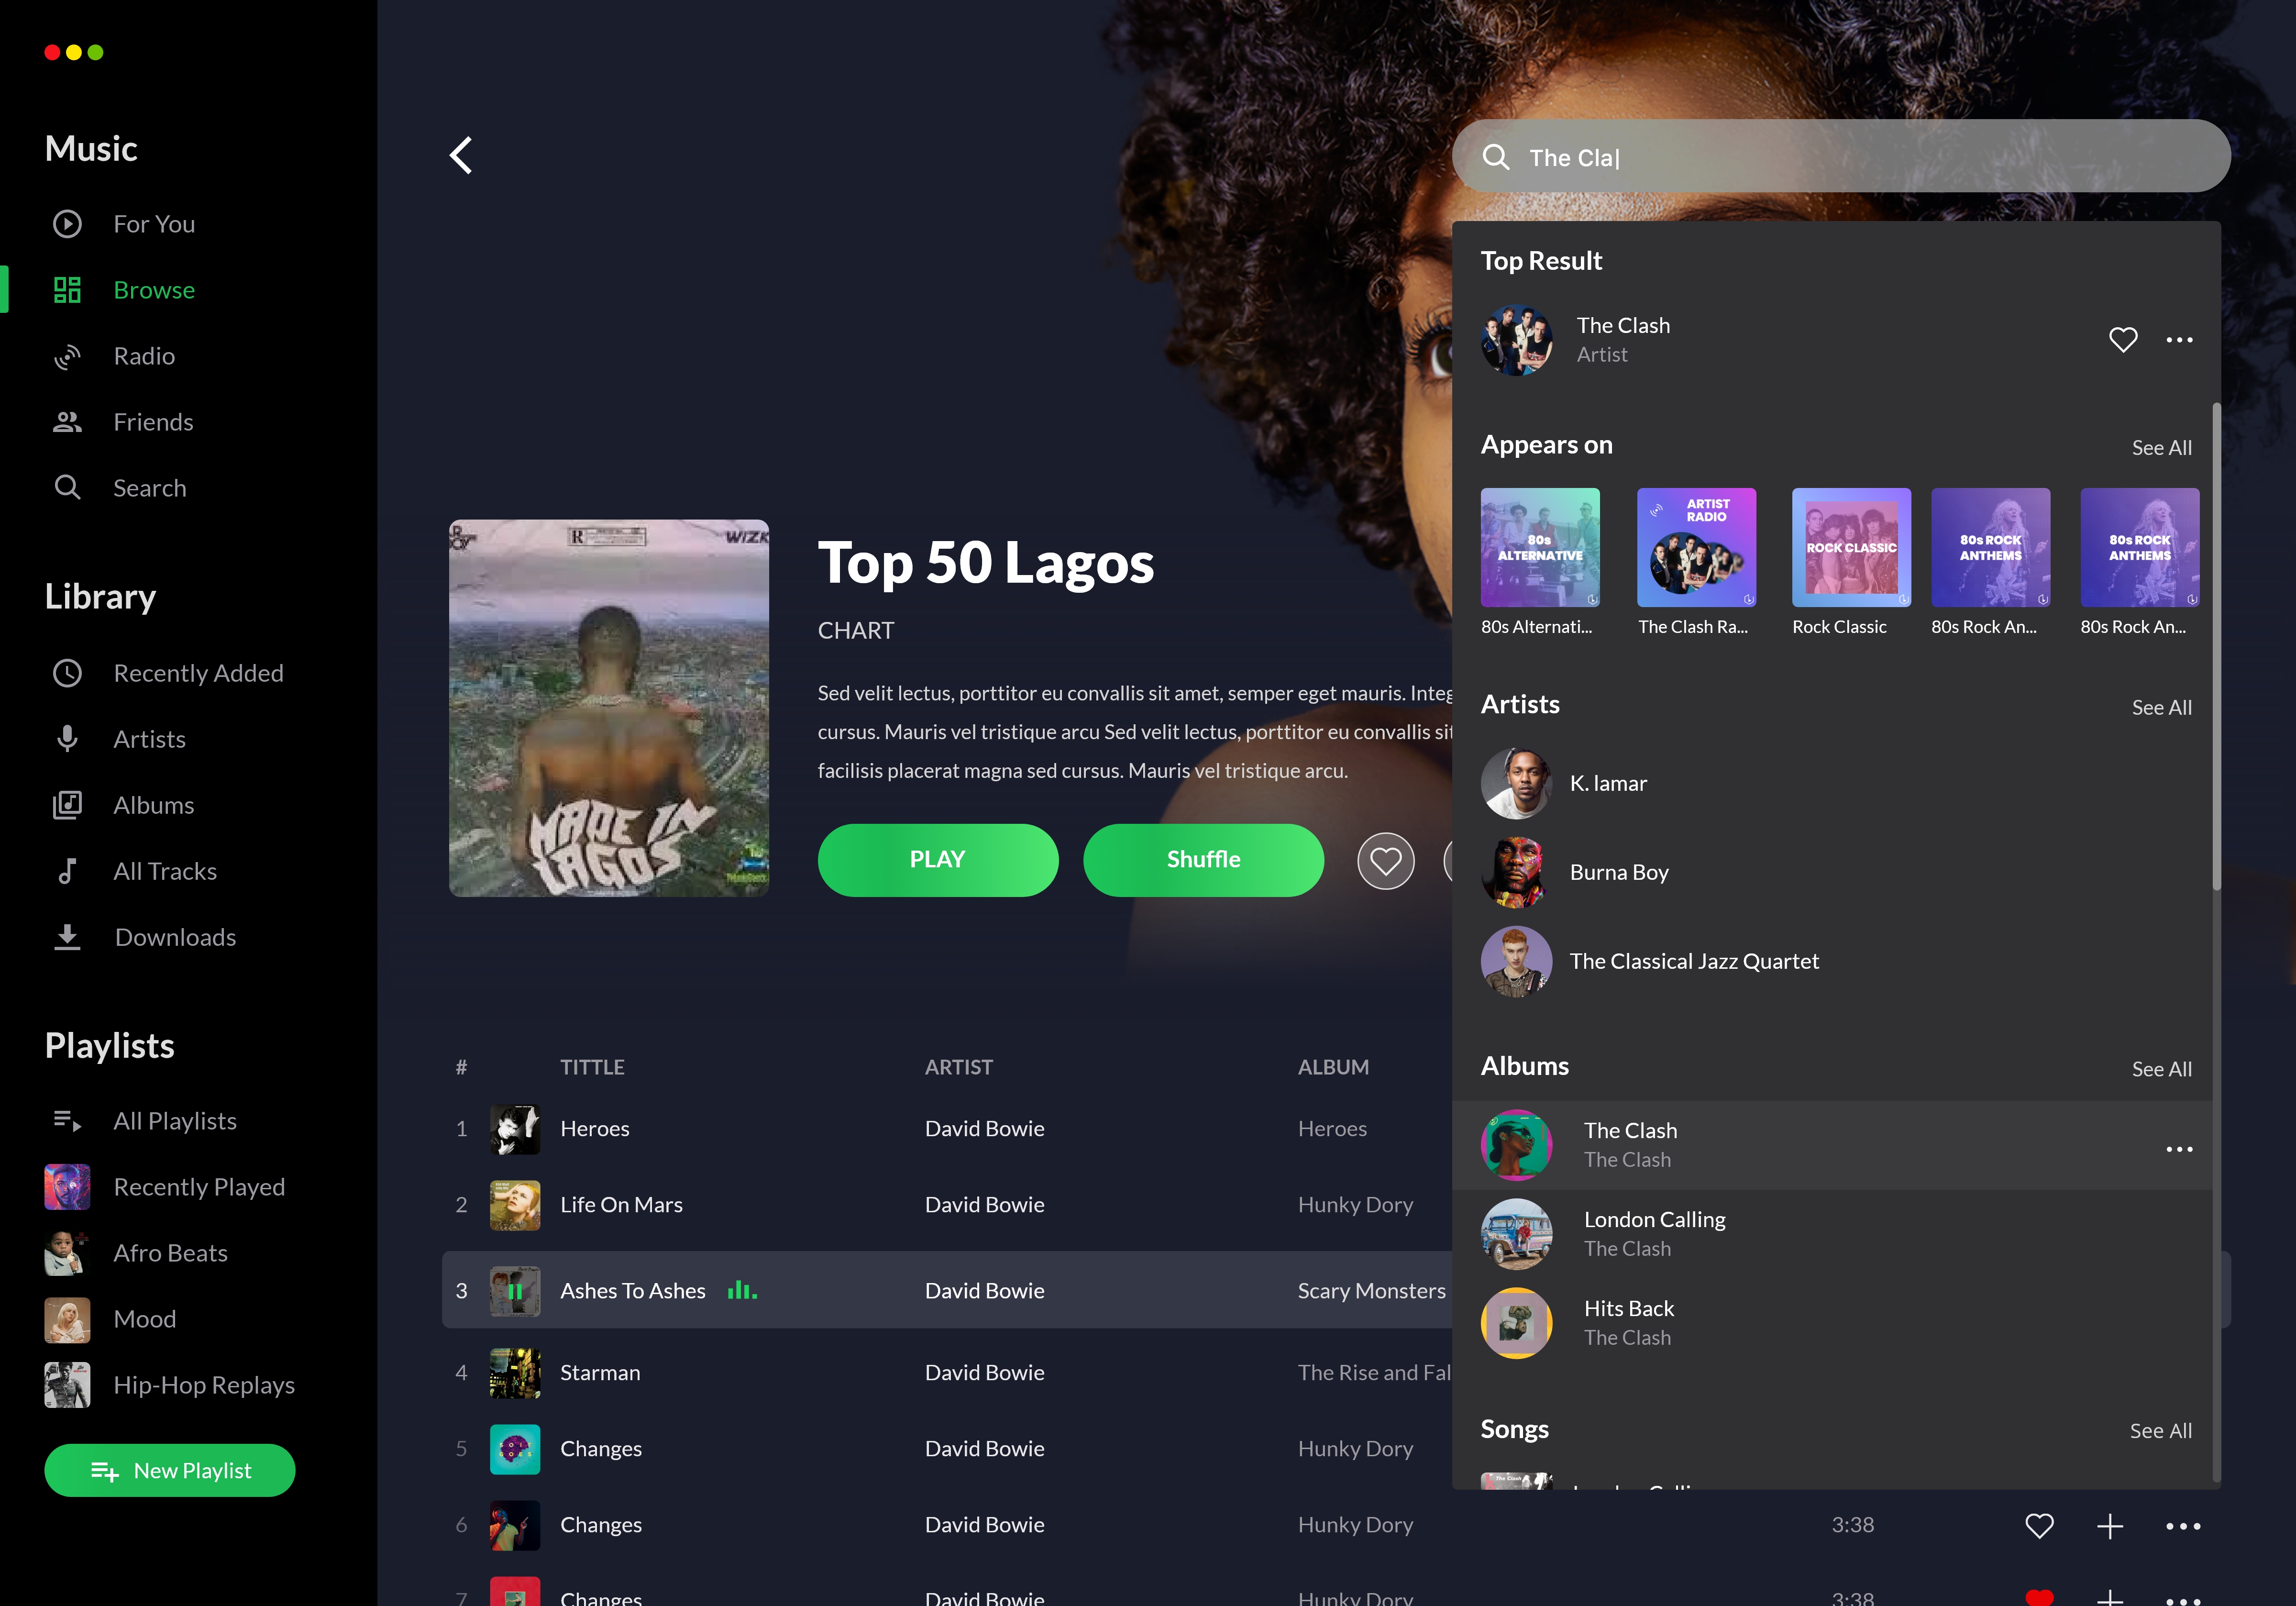 Music
For You
Browse
Radio
Friends
Search
Library
Recently Added
Artists
Albums
All Tracks
Downloads
Playlists
All Playlists
Recently Played
Afro Beats
Mood
Hip-Hop Replays
New Playlist
R
WIZK
MADE IN
LAGOS
Top 50 Lagos
CHART
Sed velit lectus, porttitor eu convallis sit amet, semper eget mauris. Integ
cursus. Mauris vel tristique arcu Sed velit lectus, porttitor eu convallis sit
facilisis placerat magna sed cursus. Mauris vel tristique arcu.
PLAY
Shuffle
# TITTLE ARTIST ALBUM
1 Heroes David Bowie Heroes
2 Life On Mars David Bowie Hunky Dory
3 Ashes To Ashes David Bowie Scary Monsters
4 Starman David Bowie The Rise and Fal
5 Changes David Bowie Hunky Dory
6 Changes David Bowie Hunky Dory 3:38
7 Changes David Bowie Hunky Dory 3:38
The Cla
Top Result
The Clash
Artist
Appears on See All
80s
ALTERNATIVE
80s Alternati...
ARTIST
RADIO
The Clash Ra...
ROCK CLASSIC
Rock Classic
80s ROCK
ANTHEMS
80s Rock An...
80s ROCK
ANTHEMS
80s Rock An...
Artists See All
K. lamar
Burna Boy
The Classical Jazz Quartet
Albums See All
The Clash
The Clash
London Calling
The Clash
Hits Back
The Clash
Songs See All
The Clash